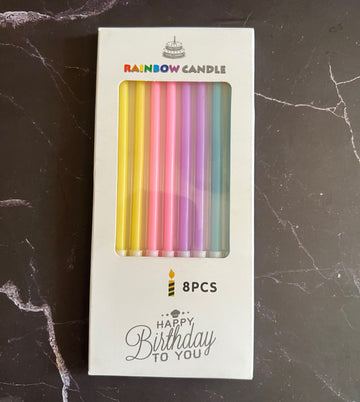 RAINBOW CANDLE
8PCS
HAPPY
Birthday
TO YOU